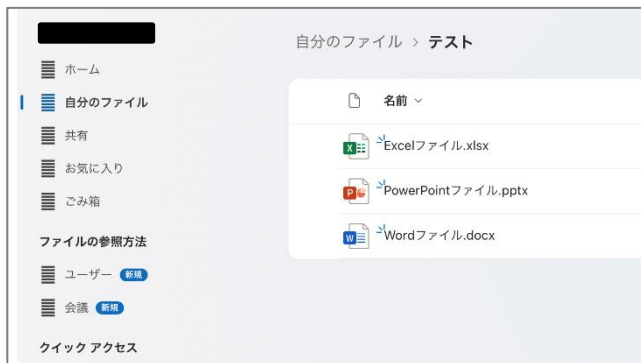 自分のファイル > テスト
ホーム
自分のファイル
共有
お気に入り
ごみ箱
ファイルの参照方法
ユーザー 新規
会議 新規
クイック アクセス
名前
Excelファイル.xlsx
PowerPointファイル.pptx
Wordファイル.docx